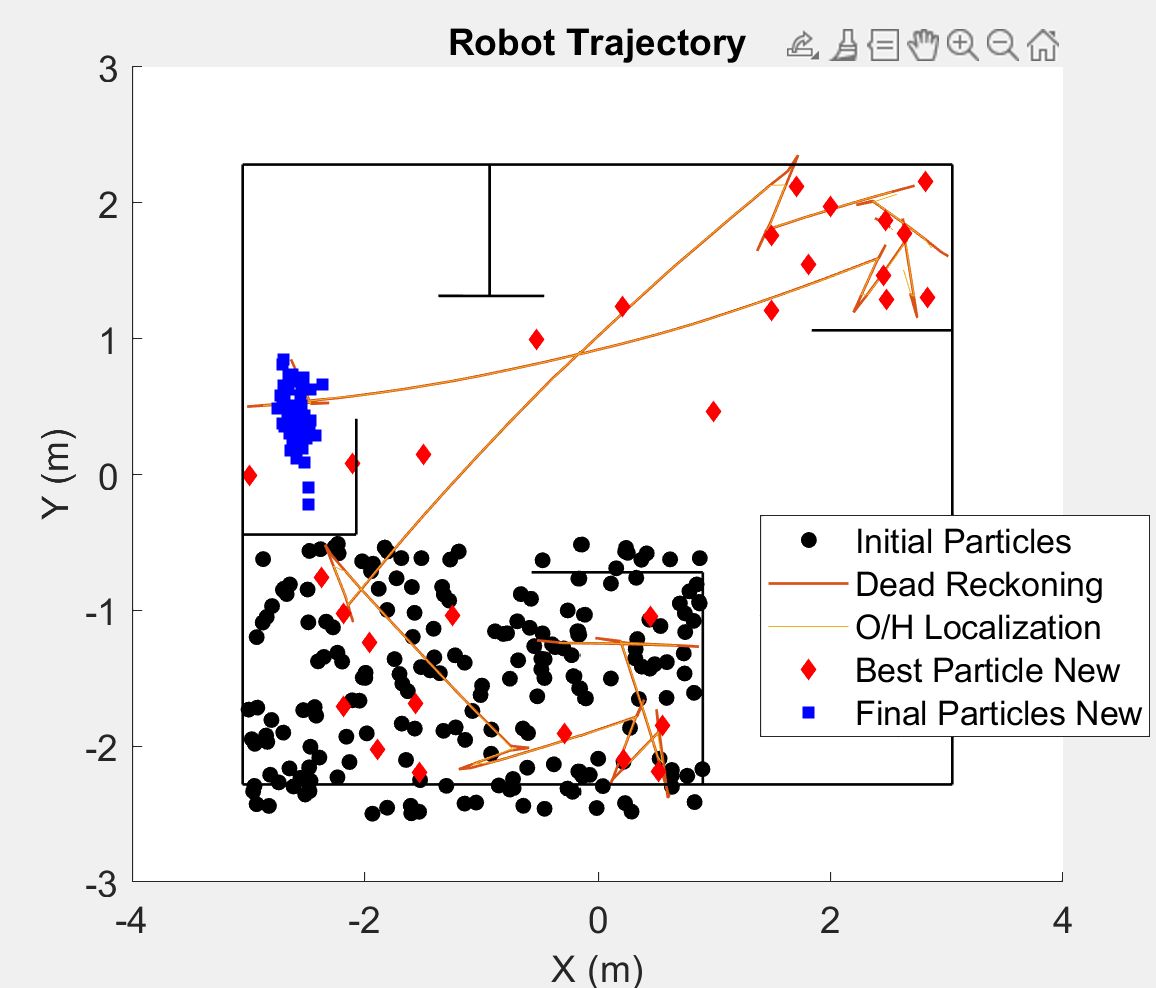 Robot Trajectory
3
2
1
0
-1
-2
-3
Y (m)
Initial Particles
Dead Reckoning
O/H Localization
Best Particle New
Final Particles New
-4
-2
0
2
4
X (m)